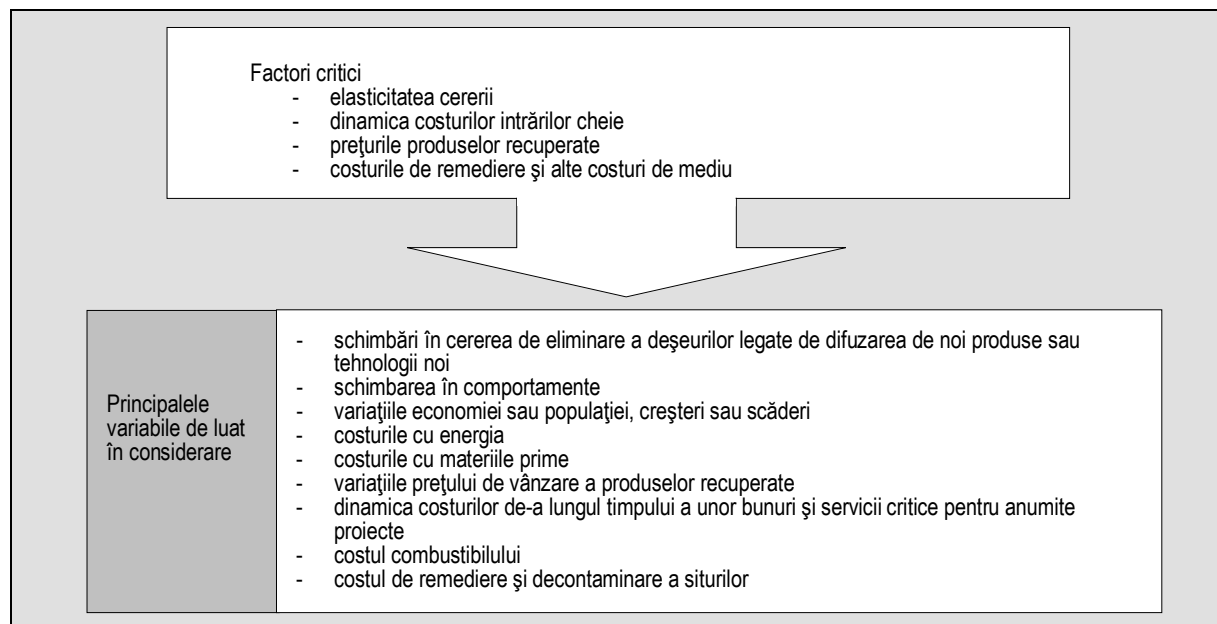 Factori critici
- elasticitatea cererii
- dinamica costurilor intrărilor cheie
- preţurile produselor recuperate
- costurile de remediere şi alte costuri de mediu
Principalele
variabile de luat
în considerare
- schimbări în cererea de eliminare a deşeurilor legate de difuzarea de noi produse sau
tehnologii noi
- schimbarea în comportamente
- variaţiile economiei sau populaţiei, creşteri sau scăderi
- costurile cu energia
- costurile cu materiile prime
- variaţiile preţului de vânzare a produselor recuperate
- dinamica costurilor de-a lungul timpului a unor bunuri şi servicii critice pentru anumite
proiecte
- costul combustibilului
- costul de remediere şi decontaminare a siturilor